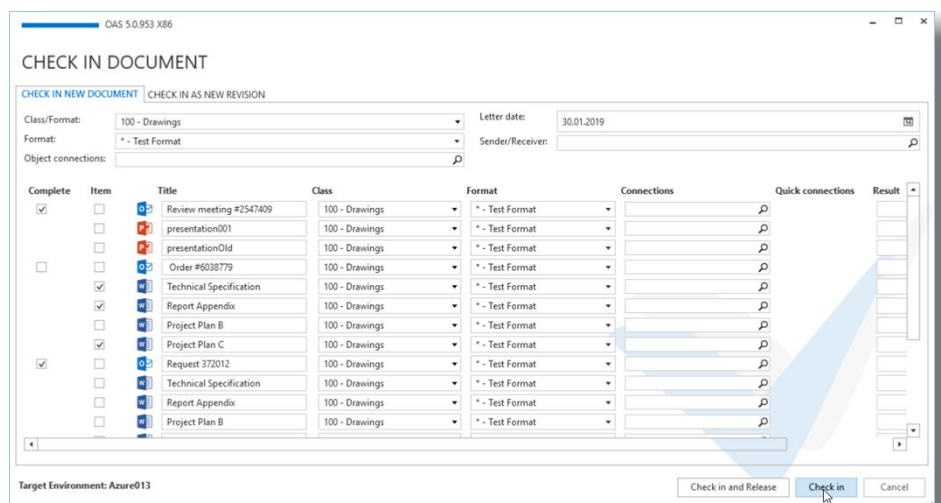 OAS 5.0.953 X86
CHECK IN DOCUMENT
CHECK IN NEW DOCUMENT CHECK IN AS NEW REVISION
Class/Format: 100 - Drawings Letter date: 30.01.2019
Format: * - Test Format Sender/Receiver:
Object connections:
Complete Item Title Class Format Connections Quick connections Result
Review meeting #2547409 100 - Drawings * - Test Format
presentation001 100 - Drawings * - Test Format
presentationOld 100 - Drawings * - Test Format
Order #6038779 100 - Drawings * - Test Format
Technical Specification 100 - Drawings * - Test Format
Report Appendix 100 - Drawings * - Test Format
Project Plan B 100 - Drawings * - Test Format
Project Plan C 100 - Drawings * - Test Format
Request 372012 100 - Drawings * - Test Format
Technical Specification 100 - Drawings * - Test Format
Report Appendix 100 - Drawings * - Test Format
Project Plan B 100 - Drawings * - Test Format
Target Environment: Azure013 Check in and Release Check in Cancel